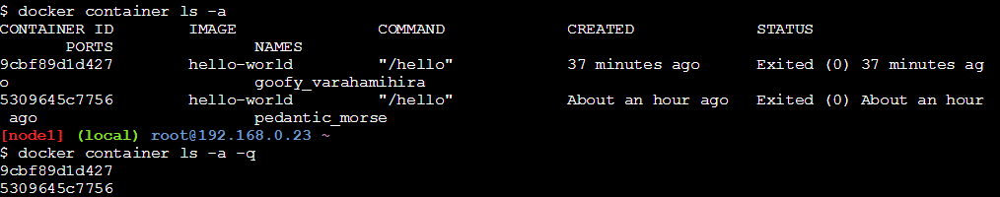 $ docker container ls -a
CONTAINER ID        IMAGE               COMMAND             CREATED             STATUS
       PORTS               NAMES
9cbf89d1d427        hello-world         "/hello"            37 minutes ago      Exited (0) 37 minutes ag
o                          goofy_varahamihira
5309645c7756        hello-world         "/hello"            About an hour ago   Exited (0) About an hour
 ago                       pedantic_morse
[node1] (local) root@192.168.0.23 ~
$ docker container ls -a -q
9cbf89d1d427
5309645c7756